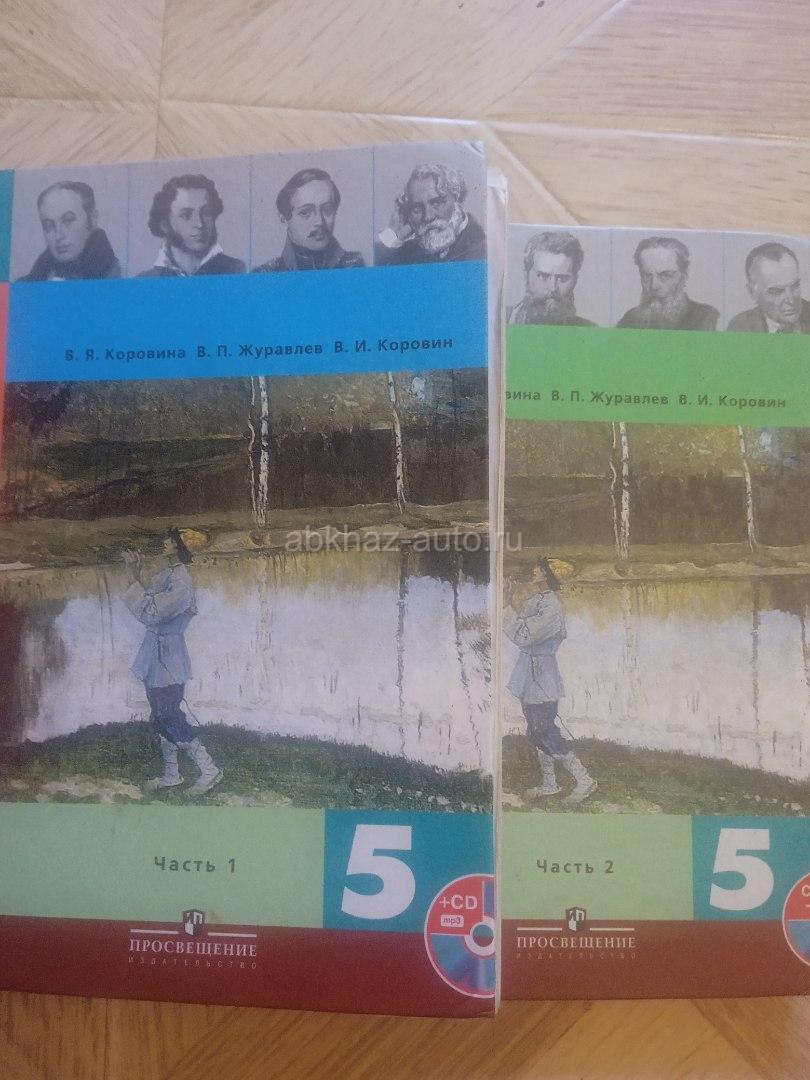 В. Я. Коровина В. П. Журавлев В. И. Коровин
Часть 1
5
+CD
mp3
ПРОСВЕЩЕНИЕ
ИЗДАТЕЛЬСТВО
вина В. П. Журавлев В. И. Коровин
Часть 2
5
ПРОСВЕЩЕНИЕ
ИЗДАТЕЛЬСТВО
abkhaz-auto.ru